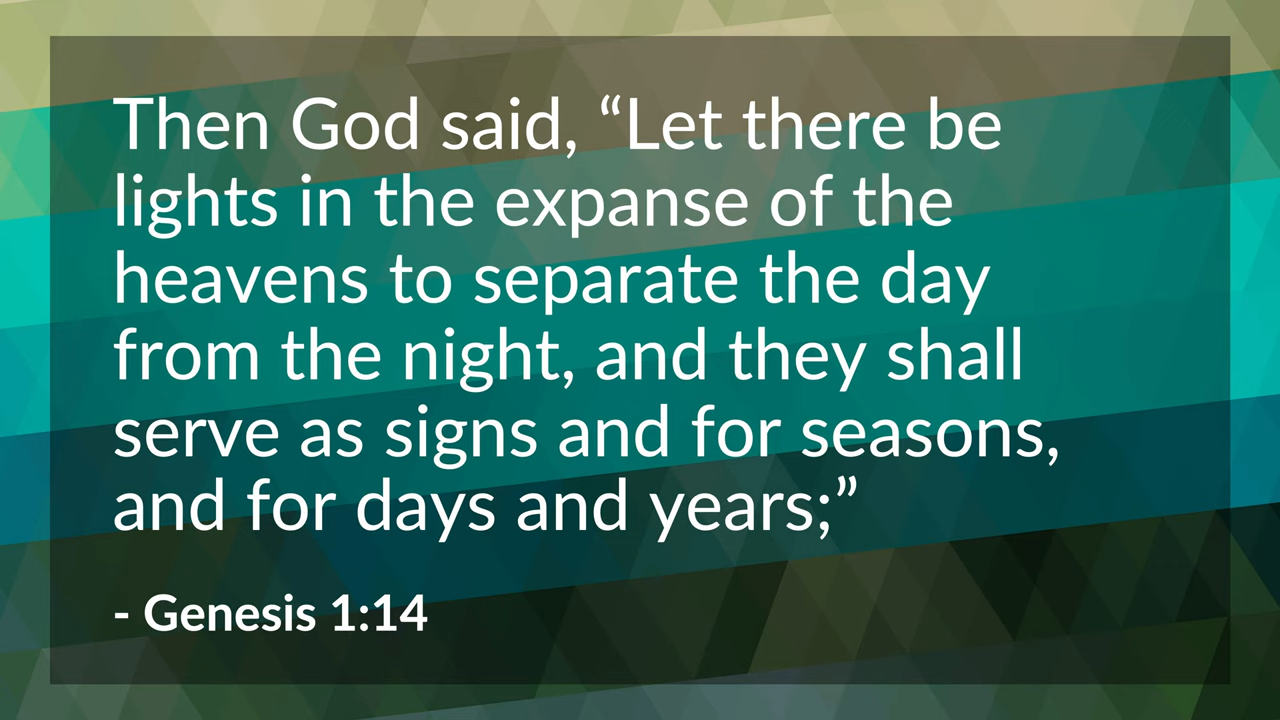 Then God said, “Let there be
lights in the expanse of the
heavens to separate the day
from the night, and they shall
serve as signs and for seasons,
and for days and years;”
- Genesis 1:14